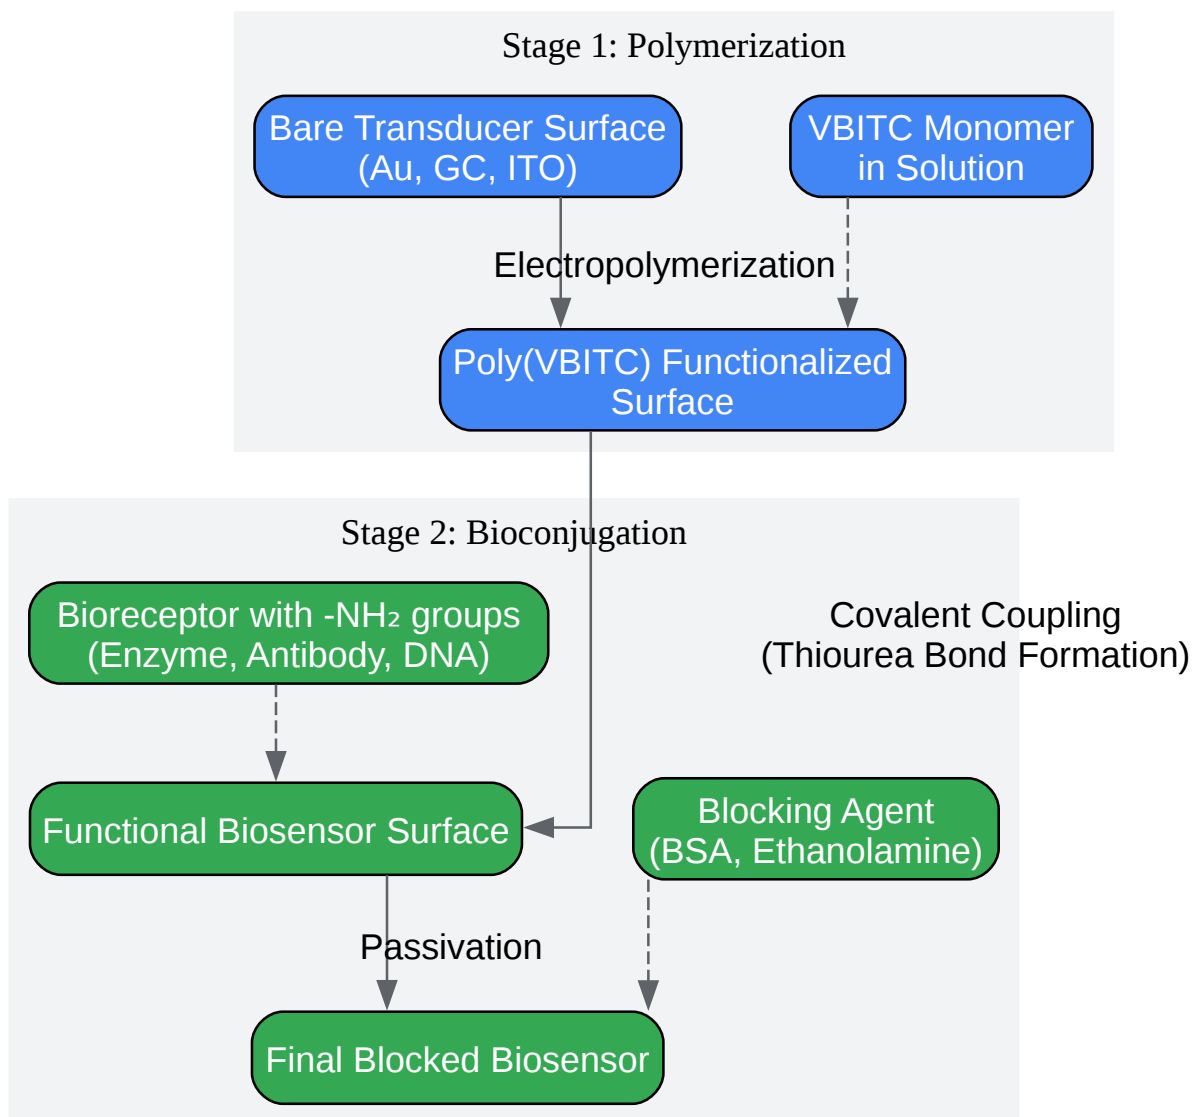 Stage 1: Polymerization
Bare Transducer Surface
(Au, GC, ITO)
VBITC Monomer
in Solution
Electropolymerization
Poly(VBITC) Functionalized
Surface
Stage 2: Bioconjugation
Bioreceptor with -NH₂ groups
(Enzyme, Antibody, DNA)
Covalent Coupling
(Thiourea Bond Formation)
Functional Biosensor Surface
Blocking Agent
(BSA, Ethanolamine)
Passivation
Final Blocked Biosensor